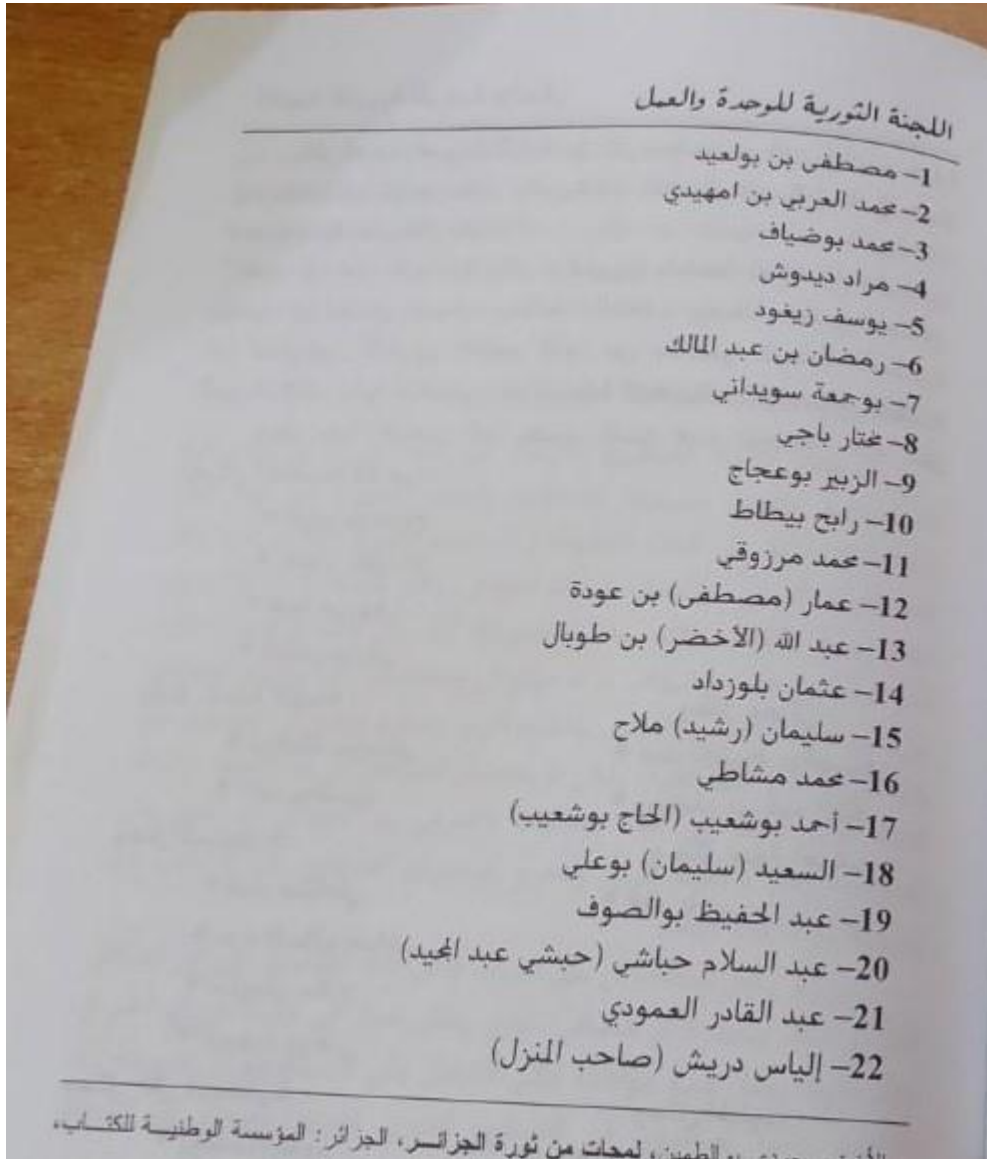 اللجنة الثورية للوحدة والعمل
1– مصطفى بن بولعيد
2– محمد العربي بن امهيدي
3– محمد بوضياف
4– مراد ديدوش
5– يوسف زيغود
6– رمضان بن عبد المالك
7– بوجمعة سويداني
8– مختار باجي
9– الزبير بوعجاج
10– رابح بيطاط
11– محمد مرزوقي
12– عمار (مصطفى) بن عودة
13– عبد الله (الأخضر) بن طوبال
14– عثمان بلوزداد
15– سليمان (رشيد) ملاح
16– محمد مشاطي
17– أحمد بوشعيب (الحاج بوشعيب)
18– السعيد (سليمان) بوعلي
19– عبد الحفيظ بوالصوف
20– عبد السلام حباشي (حبشي عبد المجيد)
21– عبد القادر العمودي
22– إلياس دريش (صاحب المنزل)
بوالطمين، لمحات من ثورة الجزائــر، الجزائر: المؤسسة الوطنيــة للكتــاب،